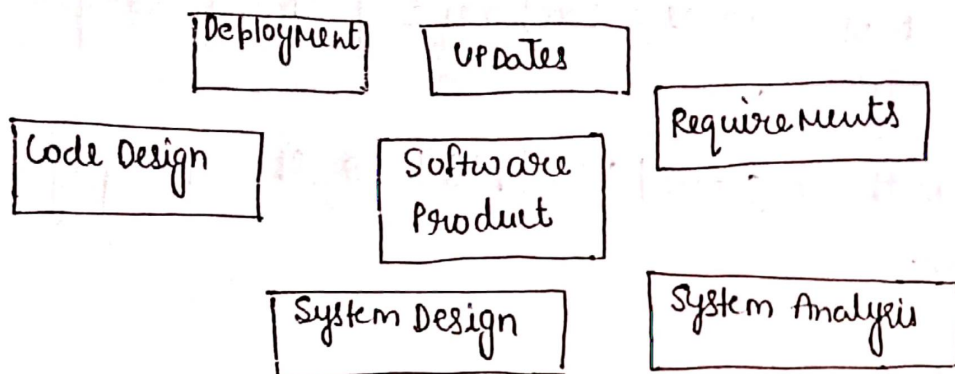 Deployment
UPDates
Requirements
Code Design
Software
Product
System Design
System Analysis